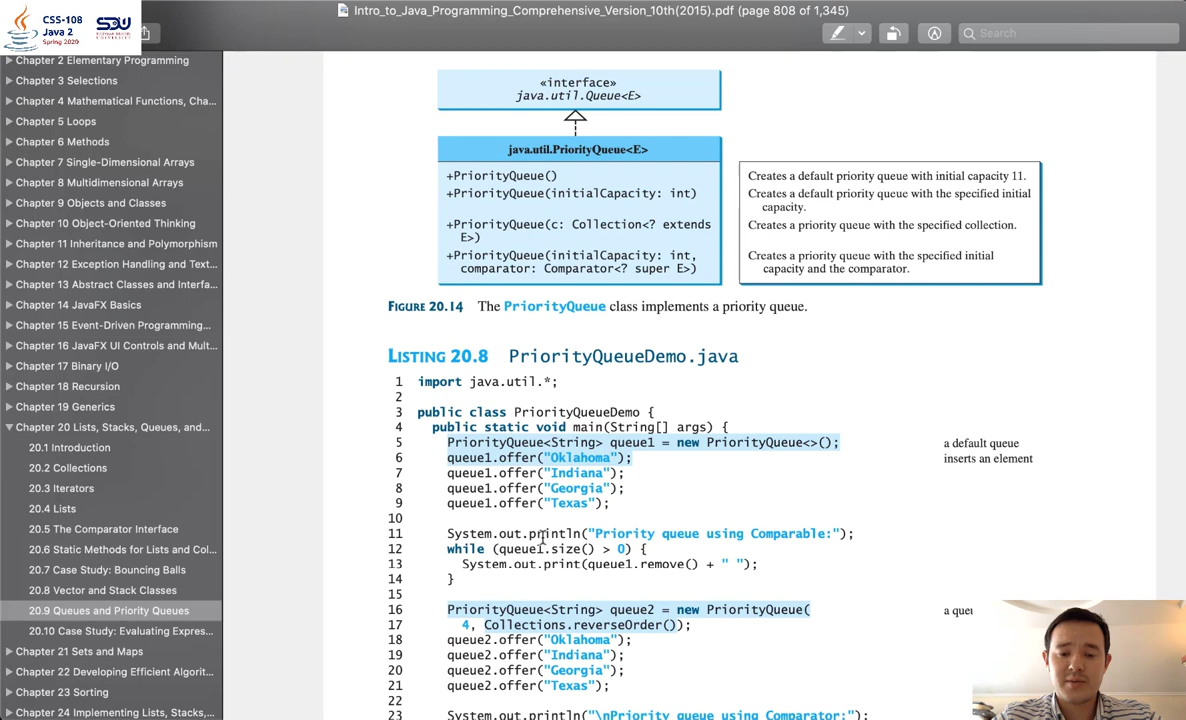 CSS-108
Java 2
Spring 2020
SDU
Intro_to_Java_Programming_Comprehensive_Version_10th(2015).pdf (page 808 of 1,345)
Search
Chapter 2 Elementary Programming
Chapter 3 Selections
Chapter 4 Mathematical Functions, Cha...
Chapter 5 Loops
Chapter 6 Methods
Chapter 7 Single-Dimensional Arrays
Chapter 8 Multidimensional Arrays
Chapter 9 Objects and Classes
Chapter 10 Object-Oriented Thinking
Chapter 11 Inheritance and Polymorphism
Chapter 12 Exception Handling and Text...
Chapter 13 Abstract Classes and Interfa...
Chapter 14 JavaFX Basics
Chapter 15 Event-Driven Programming...
Chapter 16 JavaFX UI Controls and Mult...
Chapter 17 Binary I/O
Chapter 18 Recursion
Chapter 19 Generics
Chapter 20 Lists, Stacks, Queues, and...
20.1 Introduction
20.2 Collections
20.3 Iterators
20.4 Lists
20.5 The Comparator Interface
20.6 Static Methods for Lists and Col...
20.7 Case Study: Bouncing Balls
20.8 Vector and Stack Classes
20.9 Queues and Priority Queues
20.10 Case Study: Evaluating Expres...
Chapter 21 Sets and Maps
Chapter 22 Developing Efficient Algorit...
Chapter 23 Sorting
Chapter 24 Implementing Lists, Stacks,...
«interface»
java.util.Queue<E>
java.util.PriorityQueue<E>
+PriorityQueue()
+PriorityQueue(initialCapacity: int)
+PriorityQueue(c: Collection<? extends
E>)
+PriorityQueue(initialCapacity: int,
comparator: Comparator<? super E>)
Creates a default priority queue with initial capacity 11.
Creates a default priority queue with the specified initial
capacity.
Creates a priority queue with the specified collection.
Creates a priority queue with the specified initial
capacity and the comparator.
FIGURE 20.14 The PriorityQueue class implements a priority queue.
LISTING 20.8 PriorityQueueDemo.java
1 import java.util.*;
2
3 public class PriorityQueueDemo {
4 public static void main(String[] args) {
5 PriorityQueue<String> queue1 = new PriorityQueue<>(); a default queue
6 queue1.offer("Oklahoma"); inserts an element
7 queue1.offer("Indiana");
8 queue1.offer("Georgia");
9 queue1.offer("Texas");
10
11 System.out.println("Priority queue using Comparable:");
12 while (queue1.size() > 0) {
13 System.out.print(queue1.remove() + " ");
14 }
15
16 PriorityQueue<String> queue2 = new PriorityQueue(
17 4, Collections.reverseOrder());
18 queue2.offer("Oklahoma");
19 queue2.offer("Indiana");
20 queue2.offer("Georgia");
21 queue2.offer("Texas");
22
23 System.out.println("\nPriority queue using Comparator:");